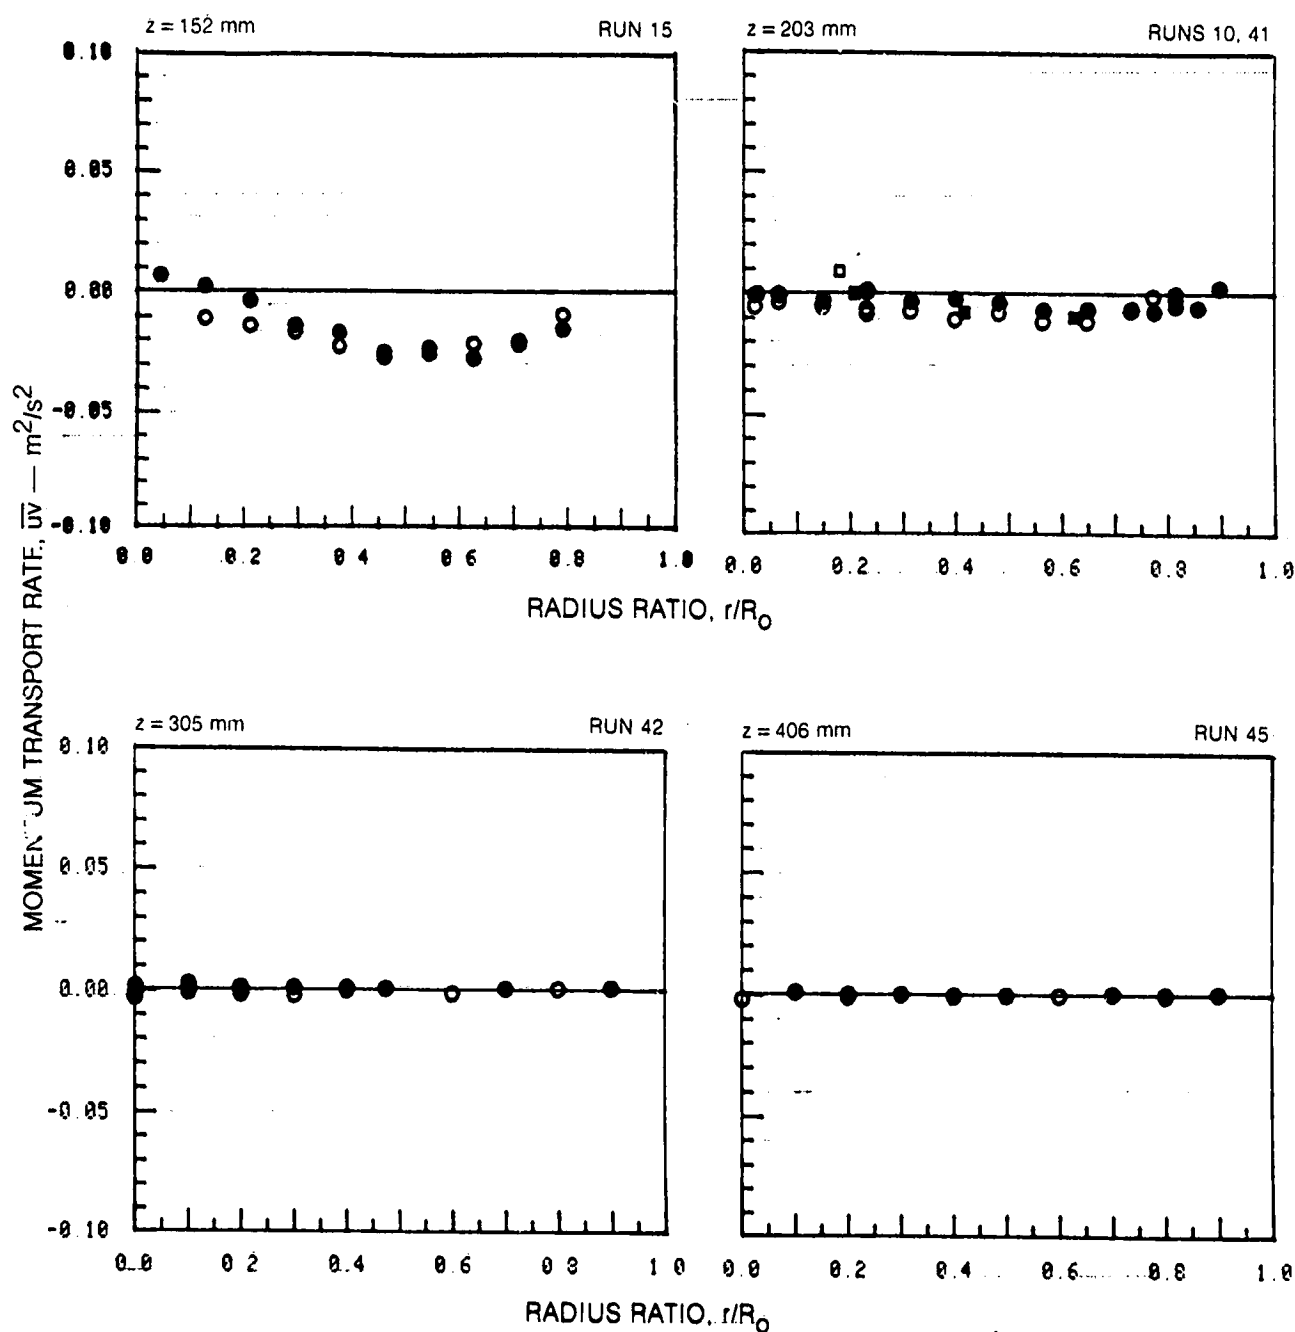 z = 152 mm RUN 15
z = 203 mm RUNS 10, 41
0.10
0.05
0.00
-0.05
-0.10
0.0 0.2 0.4 0.6 0.8 1.0
0.0 0.2 0.4 0.6 0.8 1.0
RADIUS RATIO, r/R₀
MOMENTUM TRANSPORT RATE, u̅v̅ — m²/s²
z = 305 mm RUN 42
z = 406 mm RUN 45
0.10
0.05
0.00
-0.05
-0.10
0.0 0.2 0.4 0.6 0.8 1.0
0.0 0.2 0.4 0.6 0.8 1.0
RADIUS RATIO, r/R₀